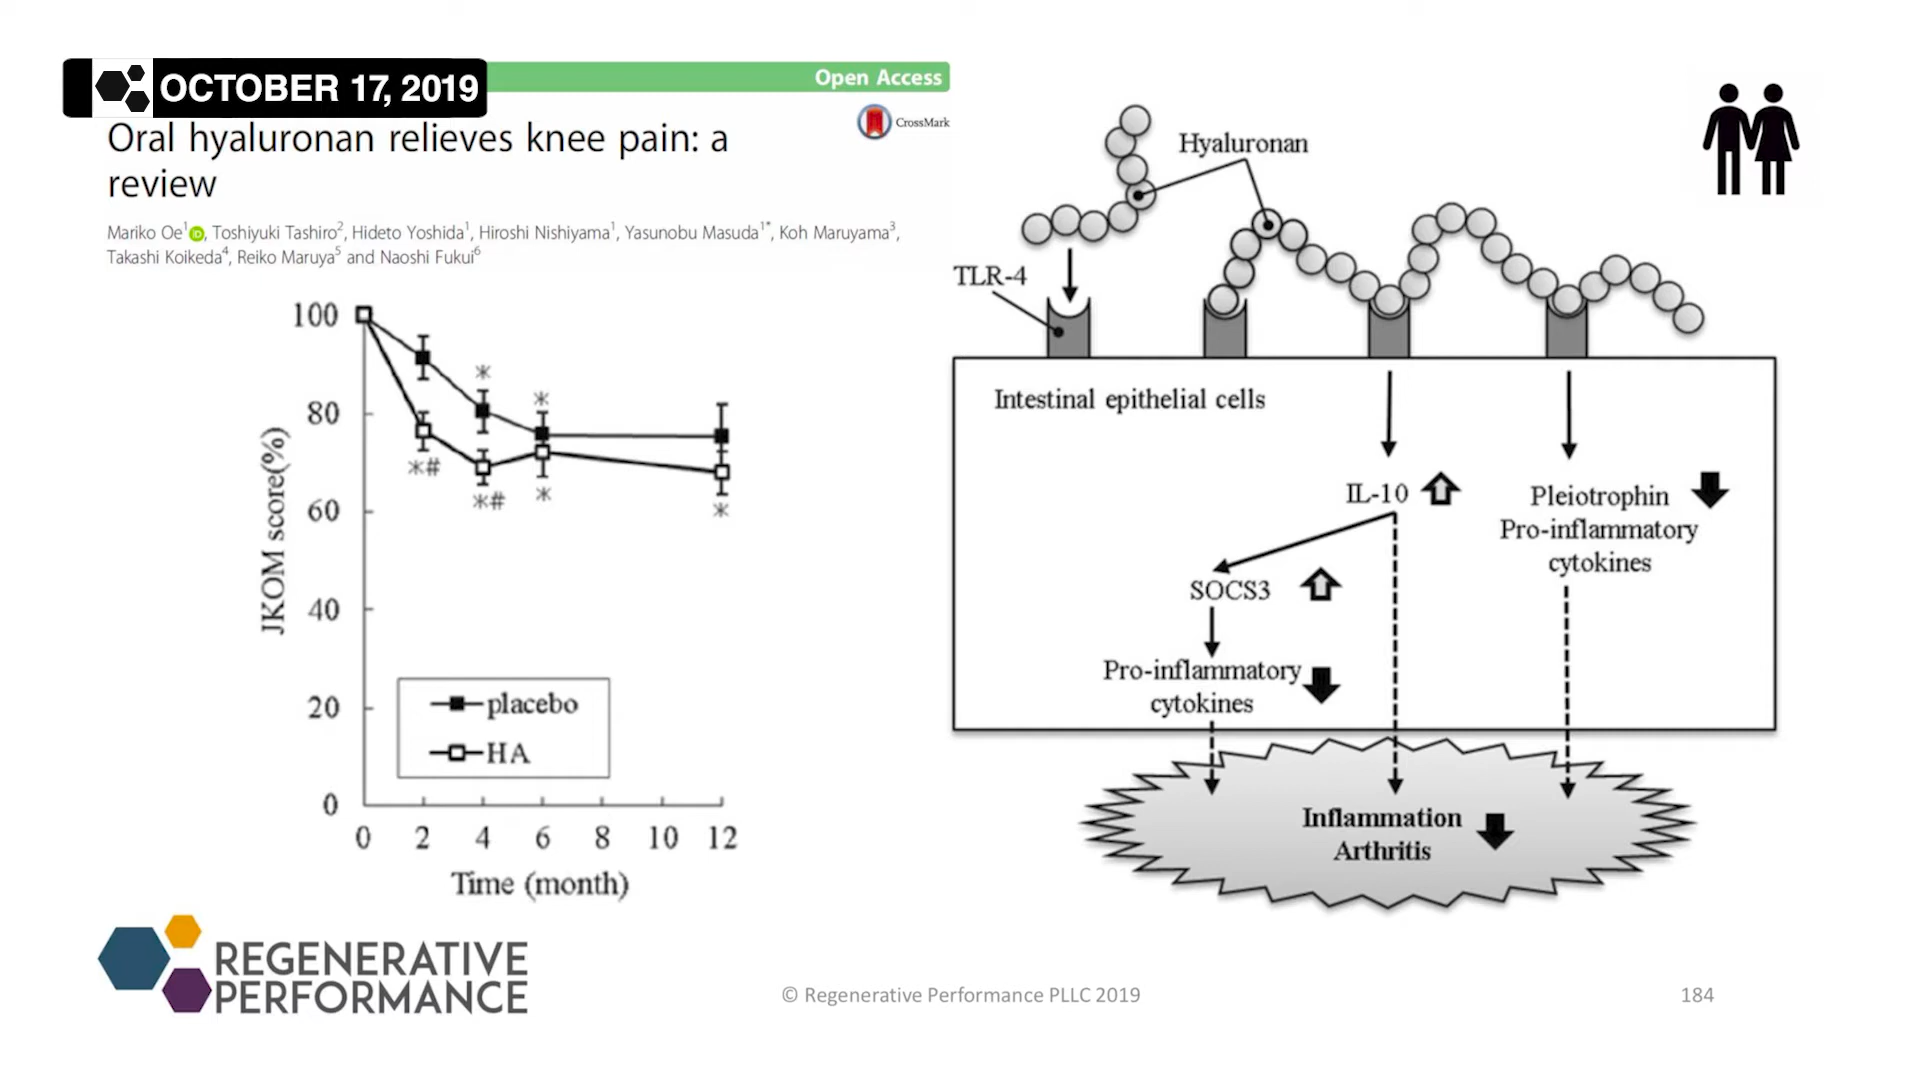 OCTOBER 17, 2019
Open Access
CrossMark
Oral hyaluronan relieves knee pain: a
review
Mariko Oe1 iD, Toshiyuki Tashiro2, Hideto Yoshida1, Hiroshi Nishiyama1, Yasunobu Masuda1*, Koh Maruyama3,
Takashi Koikeda4, Reiko Maruya5 and Naoshi Fukui6
100
80
60
40
20
0
JKOM score(%)
*
*
*#
*#
*
*
placebo
HA
0 2 4 6 8 10 12
Time (month)
Hyaluronan
TLR-4
Intestinal epithelial cells
IL-10
Pleiotrophin
Pro-inflammatory
cytokines
SOCS3
Pro-inflammatory
cytokines
Inflammation
Arthritis
REGENERATIVE
PERFORMANCE
© Regenerative Performance PLLC 2019
184